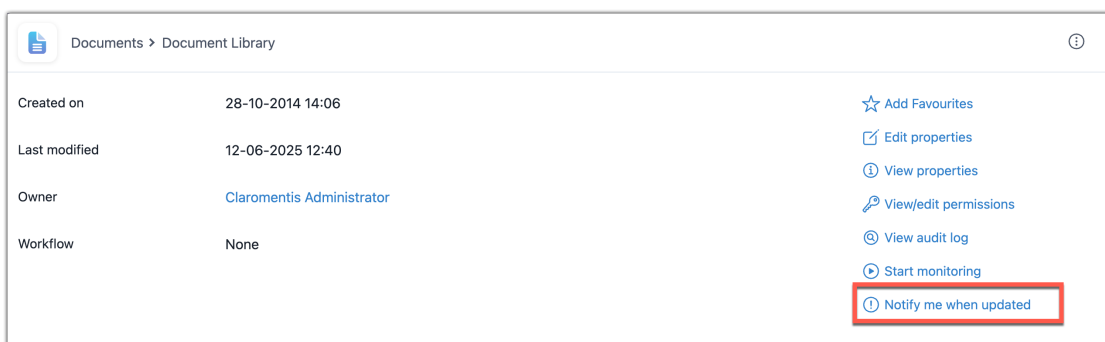 Documents > Document Library
Created on 28-10-2014 14:06
Add Favourites
Edit properties
Last modified 12-06-2025 12:40
View properties
Owner Claromentis Administrator
View/edit permissions
Workflow None
View audit log
Start monitoring
Notify me when updated